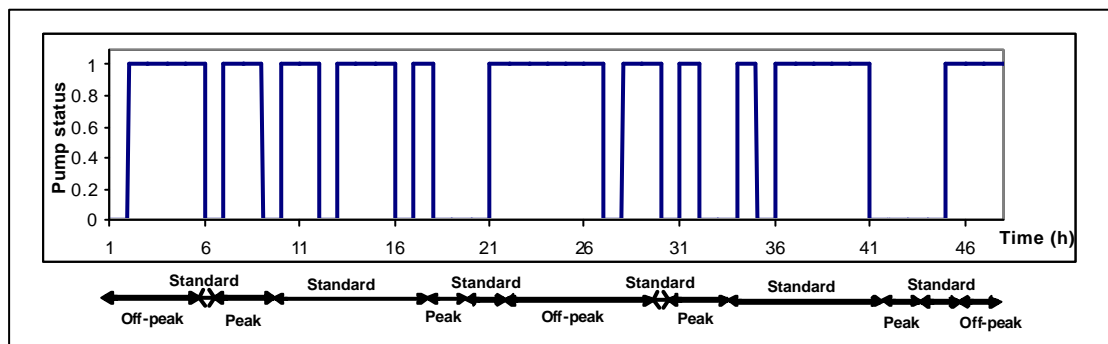 Pump status
1
0.8
0.6
0.4
0.2
0
1 6 11 16 21 26 31 36 41 46 Time (h)
Standard Standard Standard Standard Standard Standard
Off-peak Peak Peak Off-peak Peak Peak Off-peak